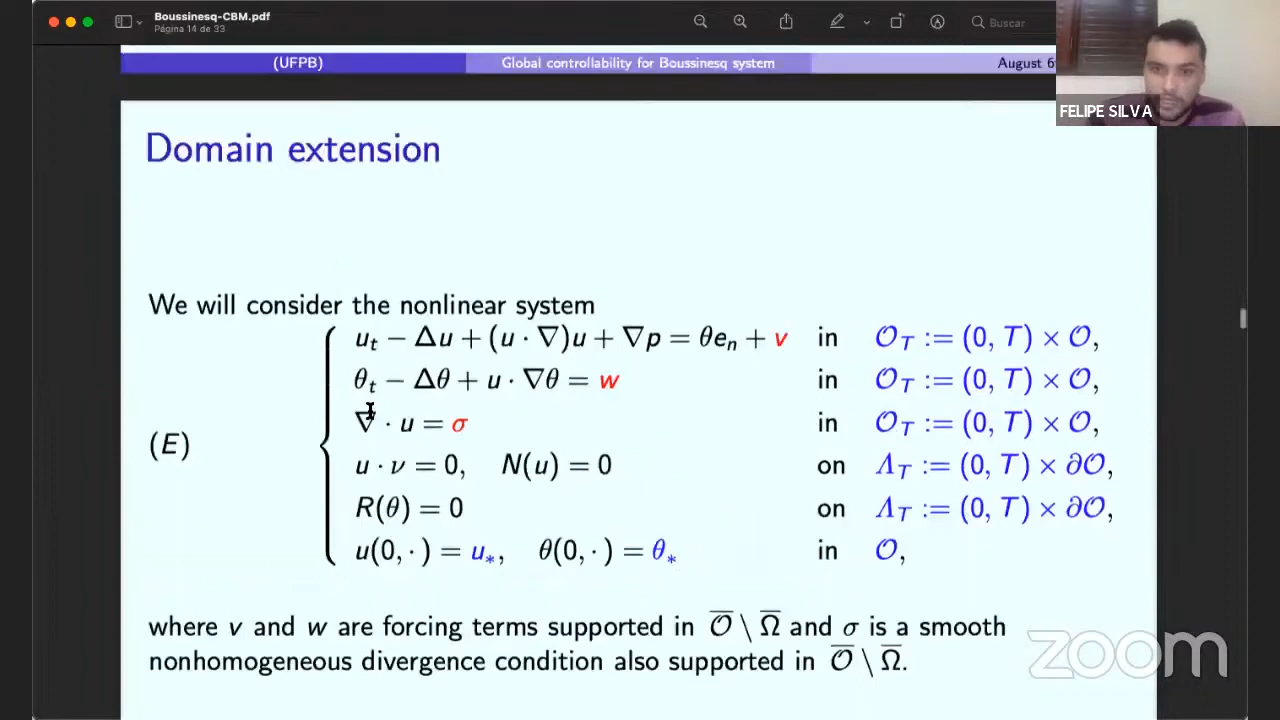 Boussinesq-CBM.pdf
Página 14 de 33
Buscar
(UFPB) Global controllability for Boussinesq system August 6
FELIPE SILVA
Domain extension
We will consider the nonlinear system
(E)
u_t − Δu + (u · ∇)u + ∇p = θe_n + v in 𝒪_T := (0, T) × 𝒪,
θ_t − Δθ + u · ∇θ = w in 𝒪_T := (0, T) × 𝒪,
∇ · u = σ in 𝒪_T := (0, T) × 𝒪,
u · ν = 0, N(u) = 0 on Λ_T := (0, T) × ∂𝒪,
R(θ) = 0 on Λ_T := (0, T) × ∂𝒪,
u(0, ·) = u_*, θ(0, ·) = θ_* in 𝒪,
where v and w are forcing terms supported in 𝒪̅ \ Ω̅ and σ is a smooth
nonhomogeneous divergence condition also supported in 𝒪̅ \ Ω̅.
zoom